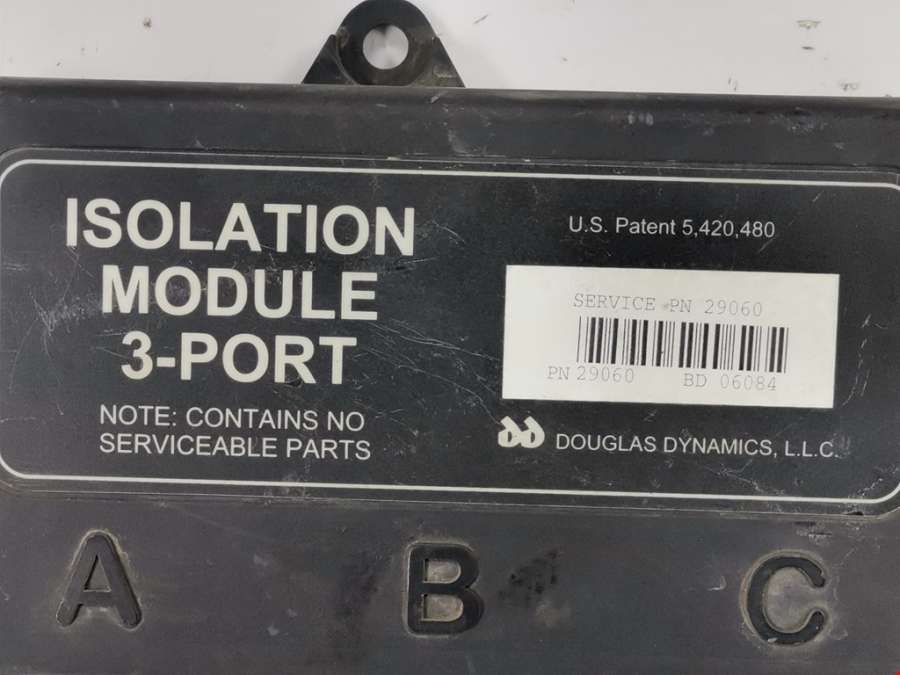 ISOLATION
MODULE
3-PORT
NOTE: CONTAINS NO
SERVICEABLE PARTS
U.S. Patent 5,420,480
SERVICE PN 29060
PN 29060 BD 06084
DOUGLAS DYNAMICS, L.L.C.
A B C